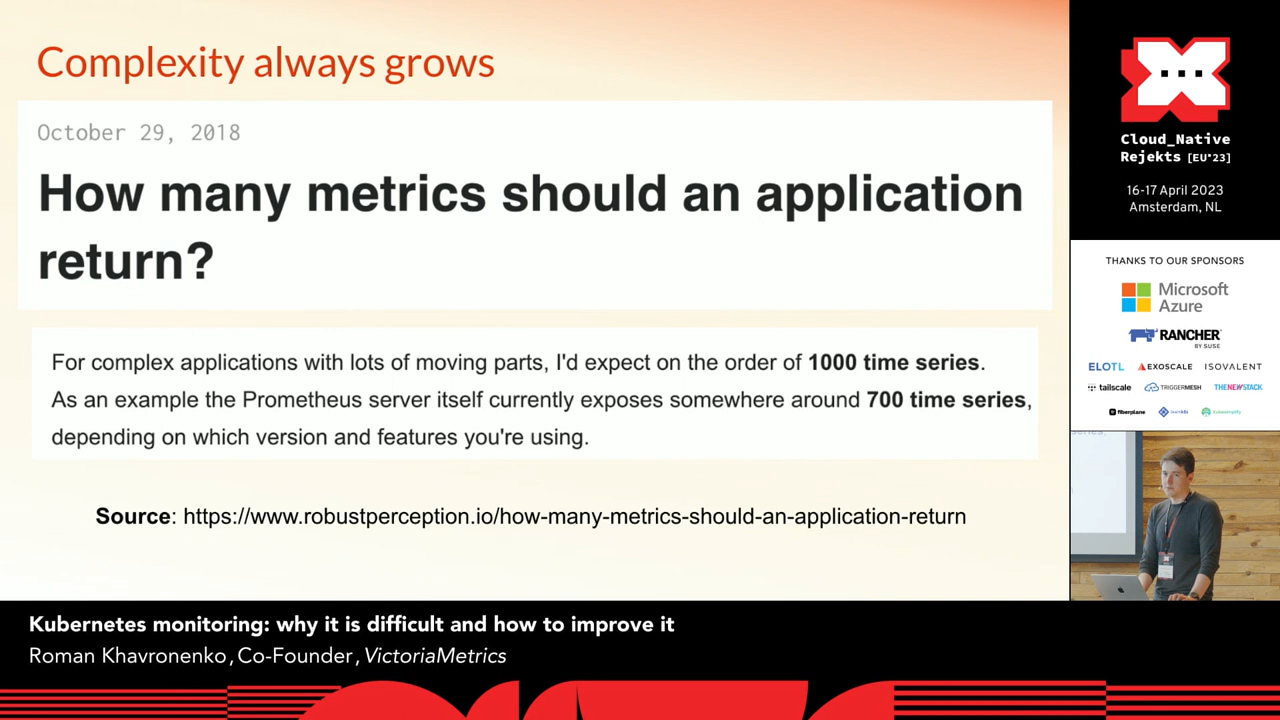 Complexity always grows
October 29, 2018
How many metrics should an application
return?
For complex applications with lots of moving parts, I'd expect on the order of 1000 time series.
As an example the Prometheus server itself currently exposes somewhere around 700 time series,
depending on which version and features you're using.
Source: https://www.robustperception.io/how-many-metrics-should-an-application-return
Cloud_Native
Rejekts [EU*23]
16-17 April 2023
Amsterdam, NL
THANKS TO OUR SPONSORS
Microsoft
Azure
RANCHER
BY SUSE
ELOTL EXOSCALE ISOVALENT
tailscale TRIGGERMESH THENEWSTACK
fiberplane
Kubernetes monitoring: why it is difficult and how to improve it
Roman Khavronenko, Co-Founder, VictoriaMetrics